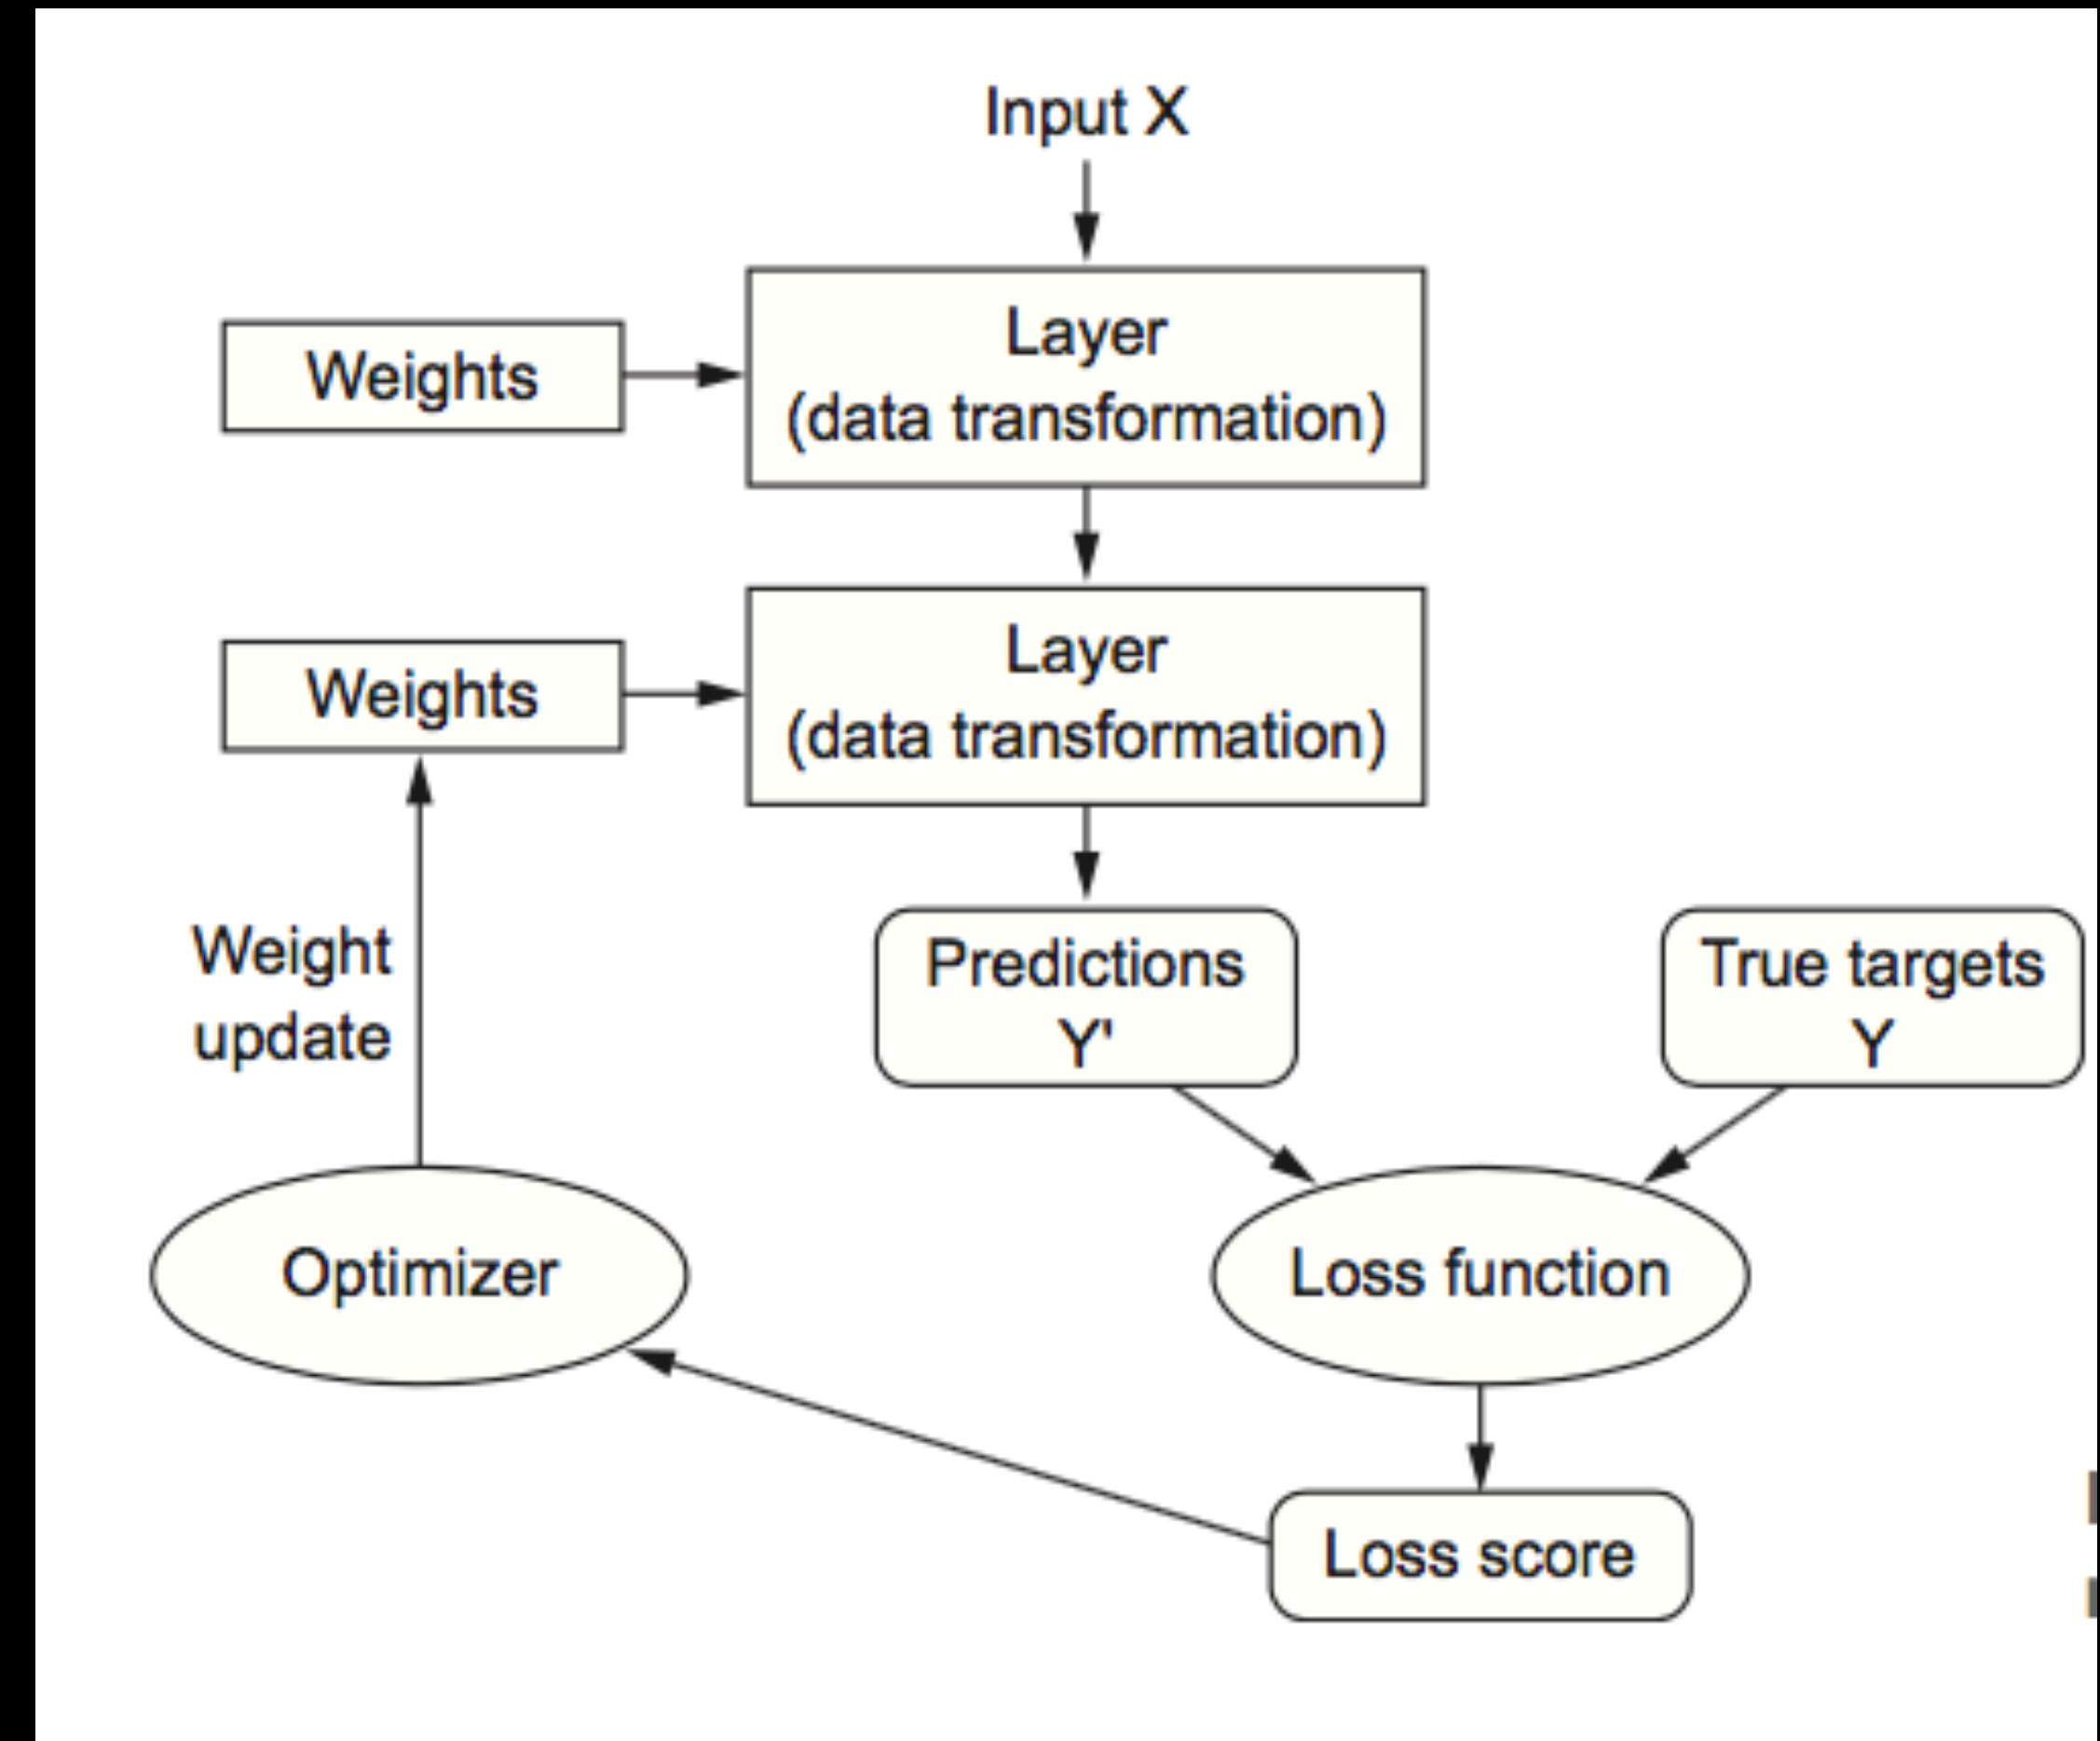 Input X
Weights
Layer
(data transformation)
Weights
Layer
(data transformation)
Weight
update
Predictions
Y'
True targets
Y
Optimizer
Loss function
Loss score